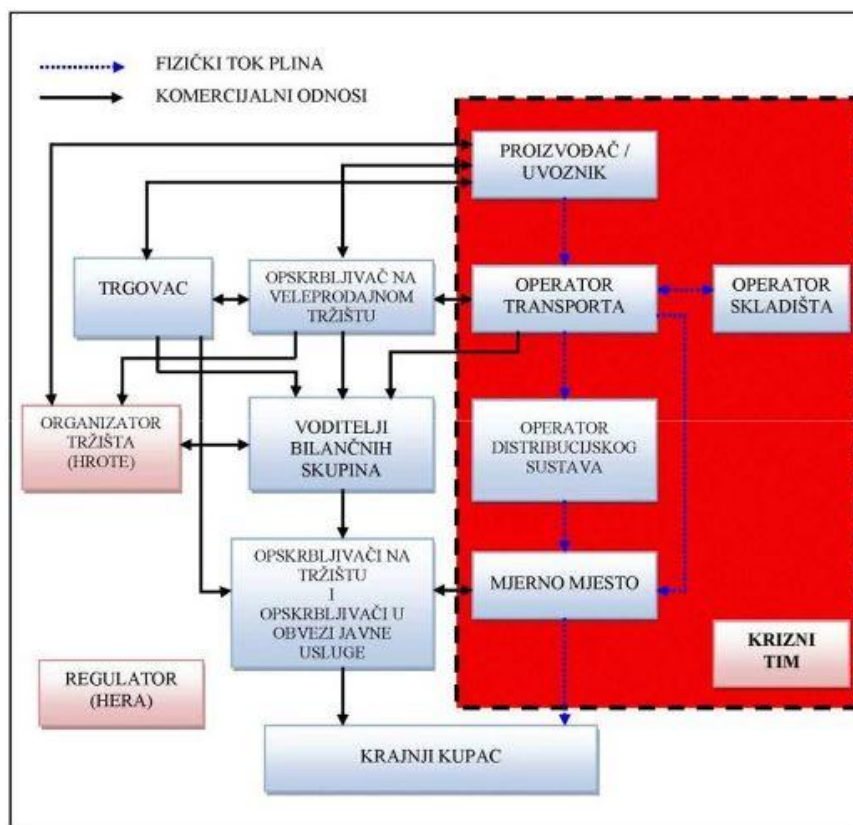 FIZIČKI TOK PLINA
KOMERCIJALNI ODNOSI
PROIZVOĐAČ /
UVOZNIK
TRGOVAC
OPSKRBLJIVAČ NA
VELEPRODAJNOM
TRŽIŠTU
OPERATOR
TRANSPORTA
OPERATOR
SKLADIŠTA
ORGANIZATOR
TRŽIŠTA
(HROTE)
VODITELJI
BILANČNIH
SKUPINA
OPERATOR
DISTRIBUCIJSKOG
SUSTAVA
OPSKRBLJIVAČI NA
TRŽIŠTU
I
OPSKRBLJIVAČI U
OBVEZI JAVNE
USLUGE
MJERNO MJESTO
KRIZNI
TIM
REGULATOR
(HERA)
KRAJNJI KUPAC